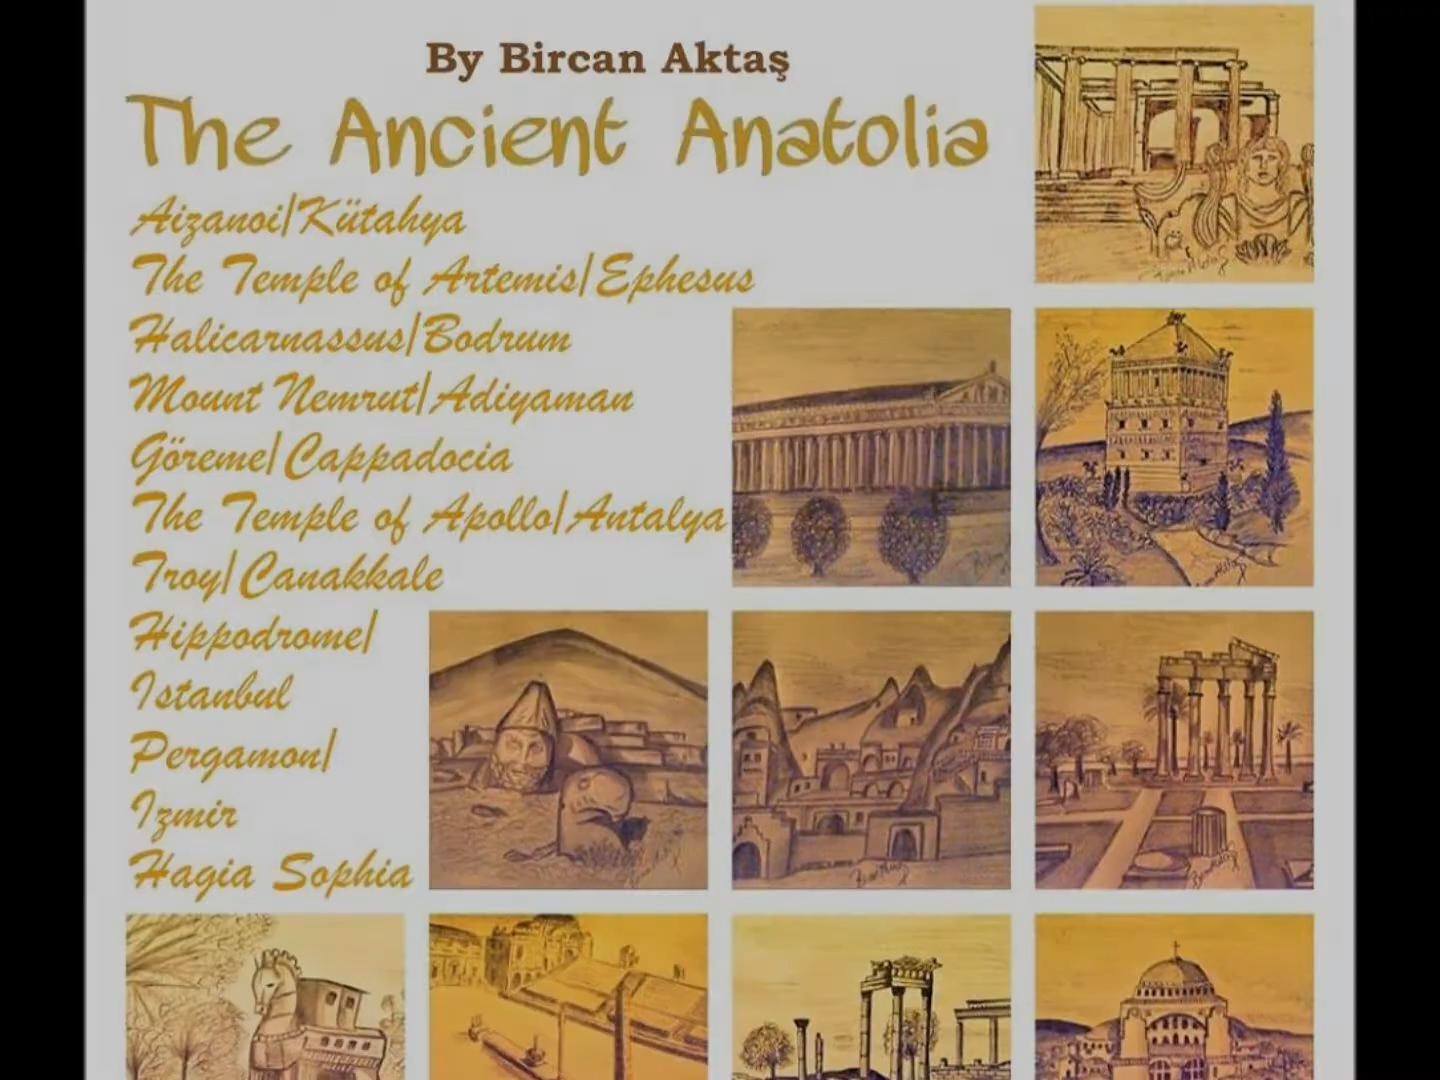 By Bircan Aktaş
The Ancient Anatolia
Aizanoi/Kütahya
The Temple of Artemis/Ephesus
Halicarnassus/Bodrum
Mount Nemrut/Adiyaman
Göreme/Cappadocia
The Temple of Apollo/Antalya
Troy/Canakkale
Hippodrome/
Istanbul
Pergamon/
Izmir
Hagia Sophia